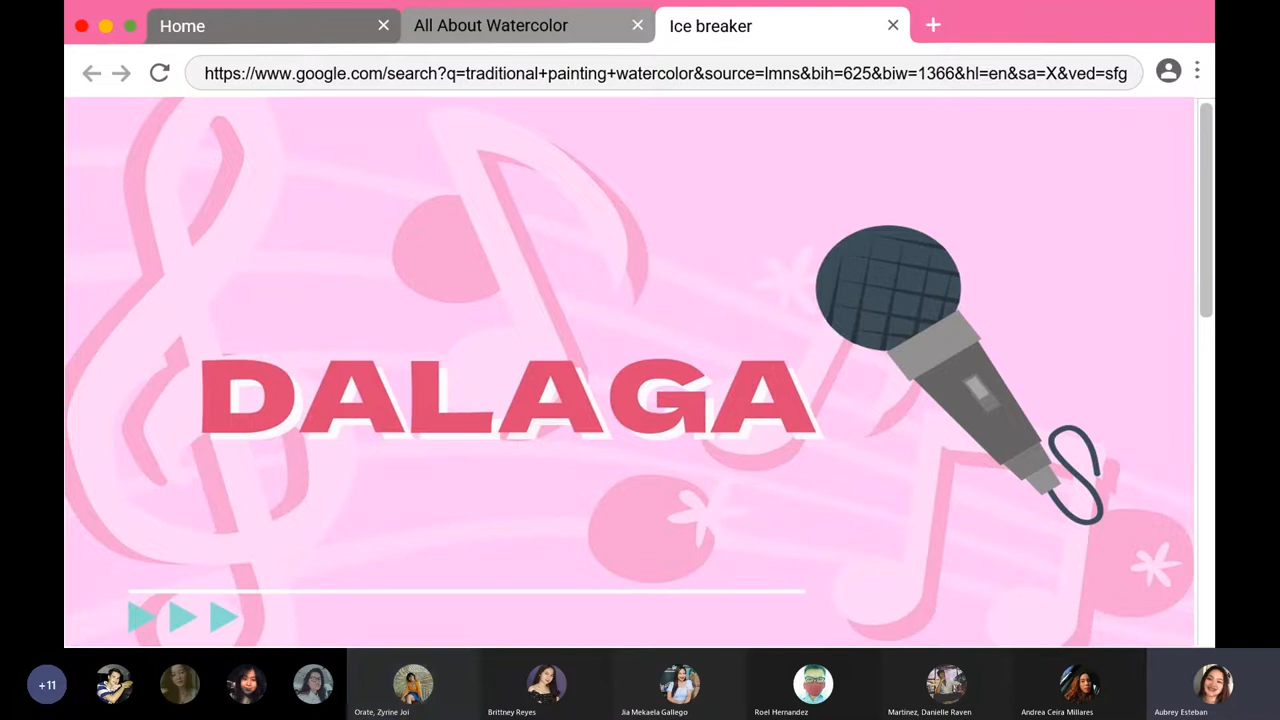 Home
All About Watercolor
Ice breaker
https://www.google.com/search?q=traditional+painting+watercolor&source=lmns&bih=625&biw=1366&hl=en&sa=X&ved=sfg
DALAGA
+11
Orate, Zyrine Joi
Brittney Reyes
Jia Mekaela Gallego
Roel Hernandez
Martinez, Danielle Raven
Andrea Ceira Millares
Aubrey Esteban